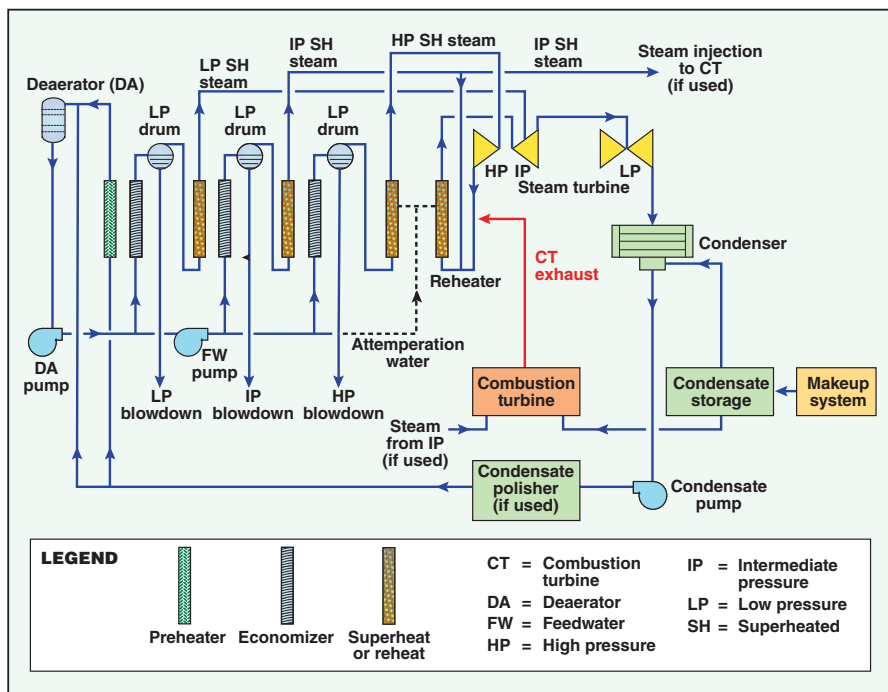 HP SH steam
IP SH
steam
IP SH
steam
LP SH
steam
Steam injection
to CT
(if used)
Deaerator (DA)
LP
drum
LP
drum
LP
drum
HP
IP
LP
Steam turbine
Condenser
Reheater
CT
exhaust
Attemperation
water
DA
pump
FW
pump
LP
blowdown
IP
blowdown
HP
blowdown
Combustion
turbine
Condensate
storage
Makeup
system
Steam
from IP
(if used)
Condensate
polisher
(if used)
Condensate
pump
LEGEND
Preheater
Economizer
Superheat
or reheat
CT = Combustion
turbine
DA = Deaerator
FW = Feedwater
HP = High pressure
IP = Intermediate
pressure
LP = Low pressure
SH = Superheated